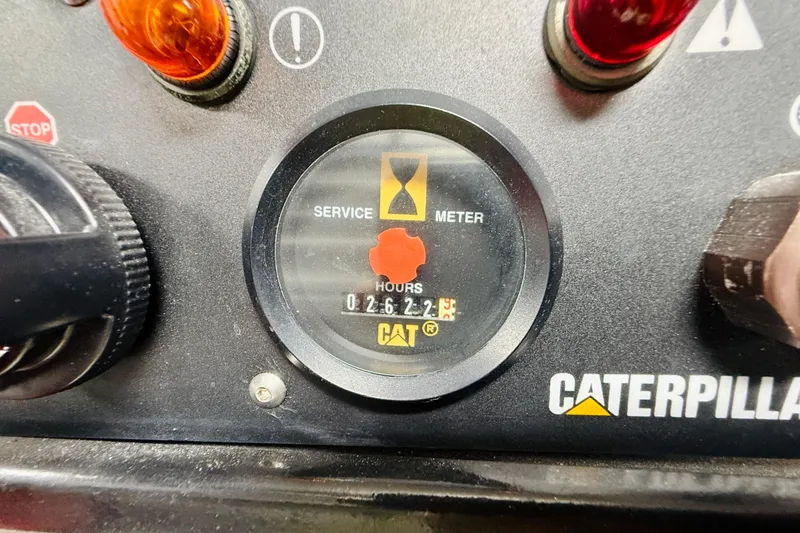 STOP
SERVICE METER
HOURS
02622
CAT ®
CATERPILLA